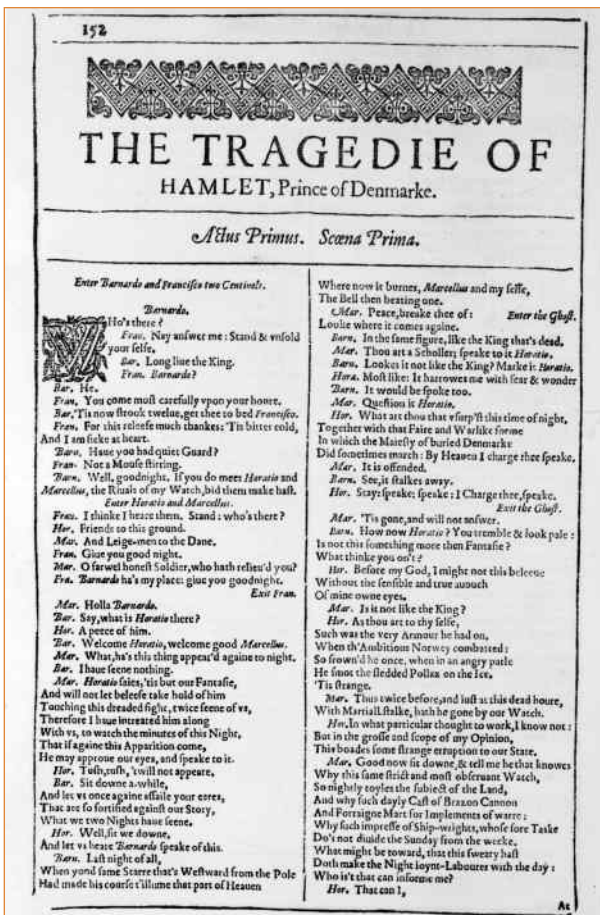 152
THE TRAGEDIE OF
HAMLET, Prince of Denmarke.
Actus Primus. Scœna Prima.
Enter Barnardo and Francisco two Centinels.
Barnardo.
WHo's there?
Fran. Nay answer me: Stand & vnfold
your selfe.
Bar. Long liue the King.
Fran. Barnardo?
Bar. He.
Fran. You come most carefully vpon your houre.
Bar. 'Tis now strook twelue, get thee to bed Francisco.
Fran. For this releefe much thankes: 'Tis bitter cold,
And I am sicke at heart.
Barn. Haue you had quiet Guard?
Fran. Not a Mouse stirring.
Barn. Well, goodnight. If you do meet Horatio and
Marcellus, the Riuals of my Watch, bid them make hast.
Enter Horatio and Marcellus.
Fran. I thinke I heare them. Stand: who's there?
Hor. Friends to this ground.
Mar. And Leige-men to the Dane.
Fran. Giue you good night.
Mar. O farwel honest Soldier, who hath relieu'd you?
Fra. Barnardo ha's my place: giue you goodnight.
Exit Fran.
Mar. Holla Barnardo.
Bar. Say, what is Horatio there?
Hor. A peece of him.
Bar. Welcome Horatio, welcome good Marcellus.
Mar. What, ha's this thing appear'd againe to night.
Bar. I haue seene nothing.
Mar. Horatio saies, 'tis but our Fantasie,
And will not let beleefe take hold of him
Touching this dreaded sight, twice seene of vs,
Therefore I haue intreated him along
With vs, to watch the minutes of this Night,
That if againe this Apparition come,
He may approue our eyes, and speake to it.
Hor. Tush, tush, 'twill not appeare.
Bar. Sit downe a-while,
And let vs once againe assaile your eares,
That are so fortified against our Story,
What we two Nights haue seene.
Hor. Well, sit we downe,
And let vs heare Barnardo speake of this.
Barn. Last night of all,
When yond same Starre that's Westward from the Pole
Had made his course t'illume that part of Heauen
Where now it burnes, Marcellus and my selfe,
The Bell then beating one.
Mar. Peace, breake thee of: Enter the Ghost.
Looke where it comes againe.
Barn. In the same figure, like the King that's dead.
Mar. Thou art a Scholler; speake to it Horatio.
Barn. Lookes it not like the King? Marke it Horatio.
Hora. Most like: It harrowes me with fear & wonder
Barn. It would be spoke too.
Mar. Question it Horatio.
Hor. What art thou that vsurp'st this time of night,
Together with that Faire and Warlike forme
In which the Maiesty of buried Denmarke
Did sometimes march: By Heauen I charge thee speake.
Mar. It is offended.
Barn. See, it stalkes away.
Hor. Stay: speake; speake: I Charge thee, speake.
Exit the Ghost.
Mar. 'Tis gone, and will not answer.
Barn. How now Horatio? You tremble & look pale:
Is not this something more then Fantasie?
What thinke you on't?
Hor. Before my God, I might not this beleeue
Without the sensible and true auouch
Of mine owne eyes.
Mar. Is it not like the King?
Hor. As thou art to thy selfe,
Such was the very Armour he had on,
When th'Ambitious Norwey combatted:
So frown'd he once, when in an angry parle
He smot the sledded Pollax on the Ice.
'Tis strange.
Mar. Thus twice before, and iust at this dead houre,
With Martiall stalke, hath he gone by our Watch.
Hor. In what particular thought to work, I know not:
But in the grosse and scope of my Opinion,
This boades some strange erruption to our State.
Mar. Good now sit downe, & tell me he that knowes
Why this same strict and most obseruant Watch,
So nightly toyles the subiect of the Land,
And why such dayly Cast of Brazon Cannon
And Forraigne Mart for Implements of warre:
Why such impresse of Ship-wrights, whose sore Taske
Do's not diuide the Sunday from the weeke,
What might be toward, that this sweaty hast
Doth make the Night ioynt-Labourer with the day:
Who is't that can informe me?
Hor. That can I,
At